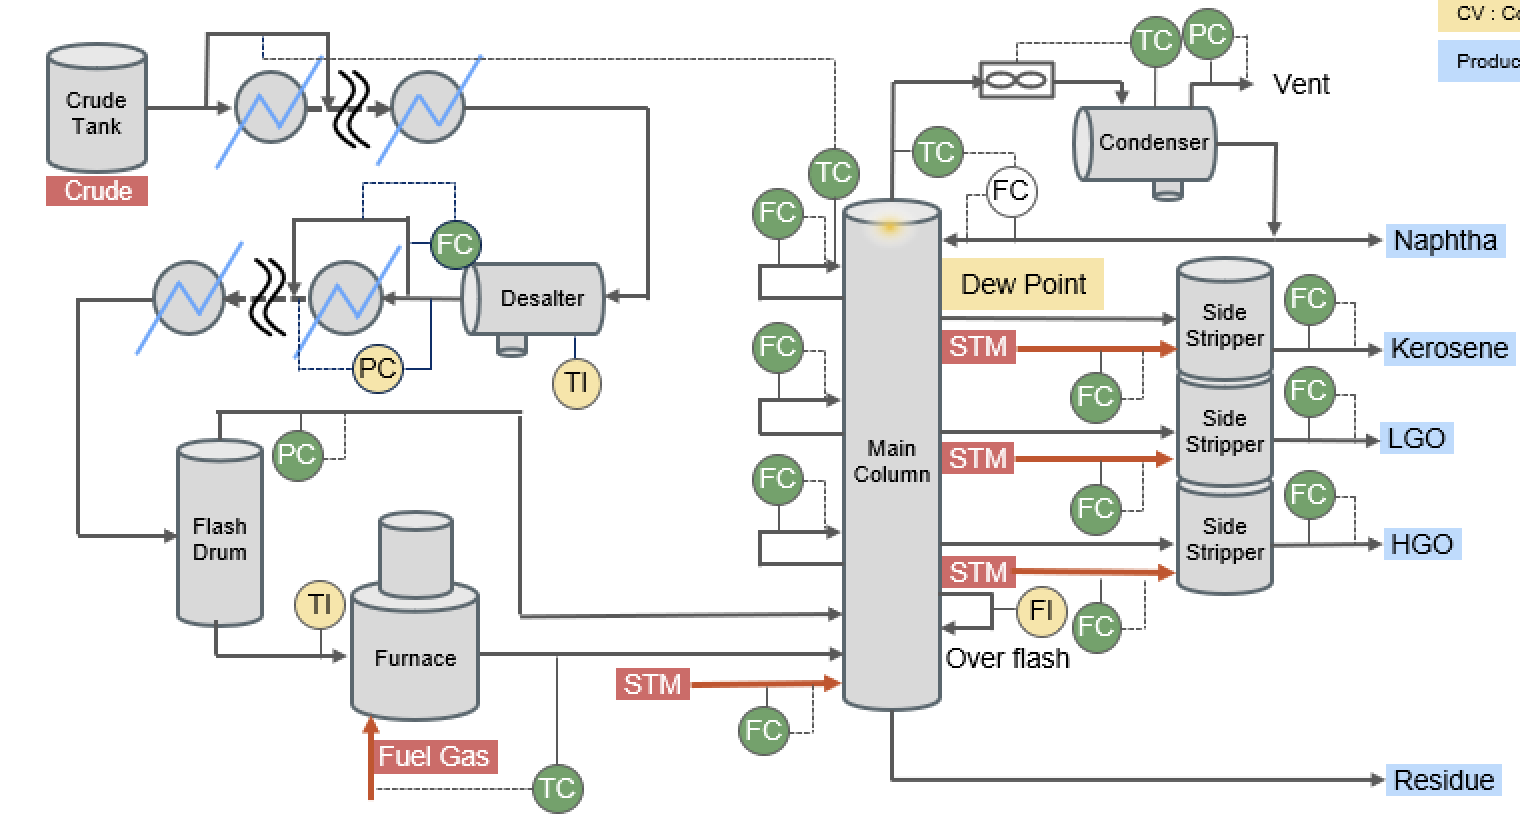 CV : Co
Produc
TC
PC
Vent
Crude
Tank
Condenser
TC
TC
FC
Crude
FC
FC
Naphtha
Desalter
Dew Point
Side
Stripper
FC
STM
Kerosene
PC
TI
FC
FC
FC
Side
Stripper
LGO
PC
Main
Column
STM
FC
FC
FC
Flash
Drum
Side
Stripper
HGO
STM
TI
FI
FC
Furnace
Over flash
STM
FC
Fuel Gas
TC
Residue